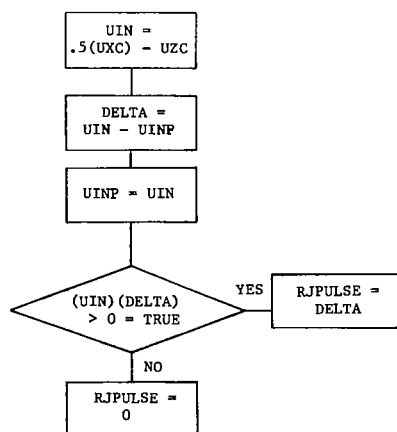 UIN =
.5(UXC) - UZC
DELTA =
UIN - UINP
UINP = UIN
(UIN)(DELTA)
> 0 = TRUE
YES
RJPULSE =
DELTA
NO
RJPULSE =
0